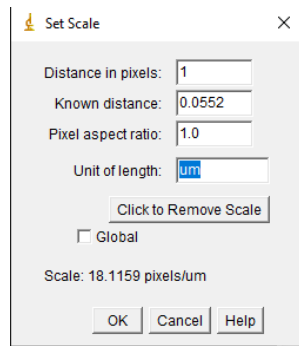 Set Scale
Distance in pixels: 1
Known distance: 0.0552
Pixel aspect ratio: 1.0
Unit of length: um
Click to Remove Scale
Global
Scale: 18.1159 pixels/um
OK Cancel Help